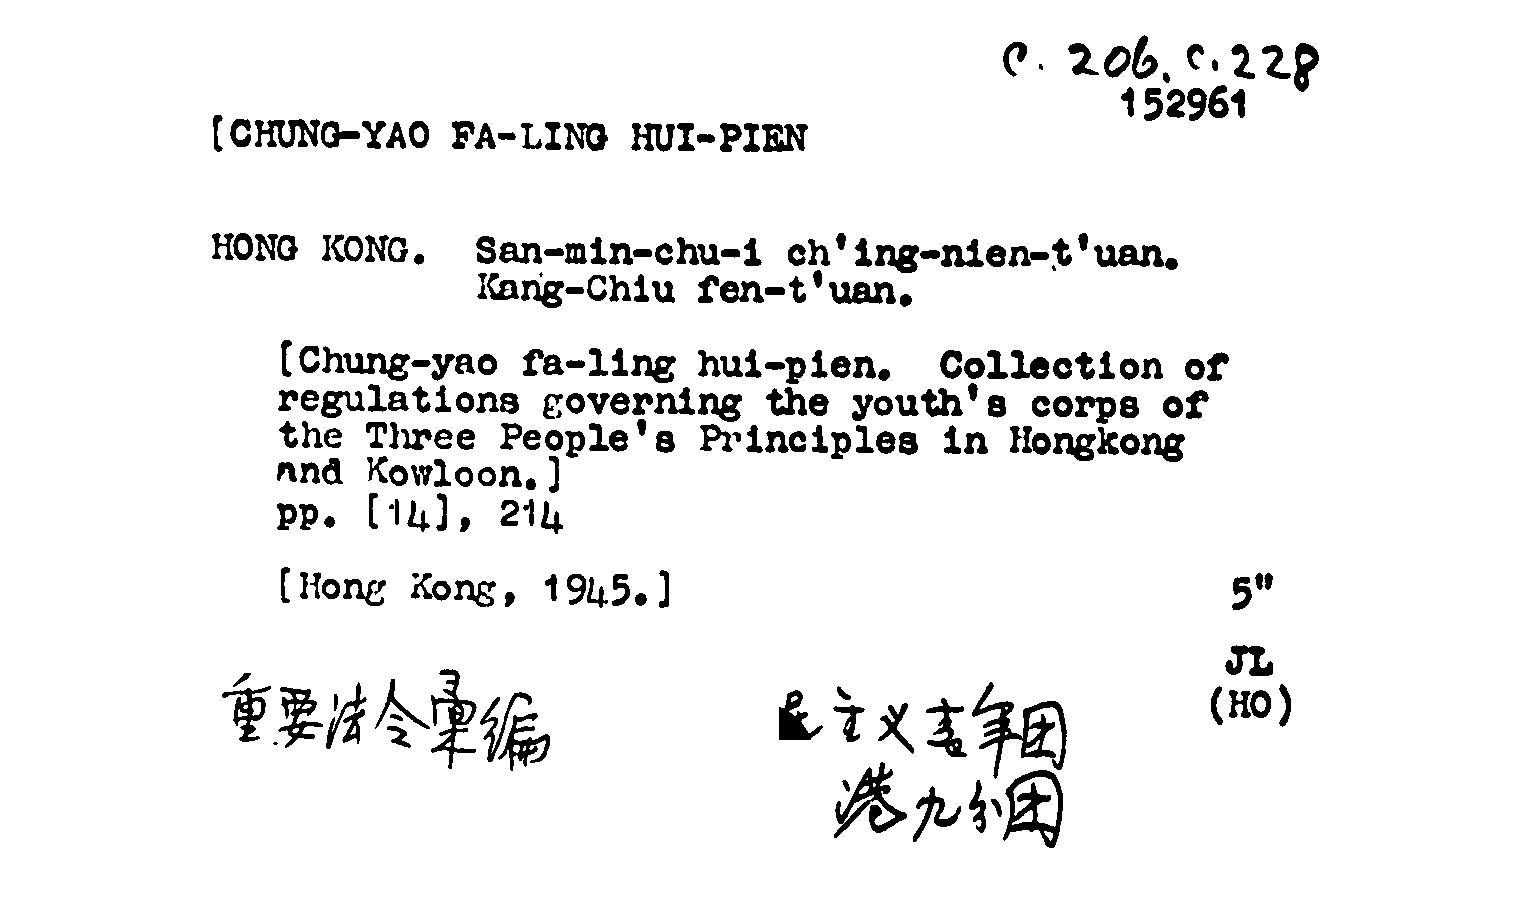 C. 206. C. 228
152961
[CHUNG-YAO FA-LING HUI-PIEN
HONG KONG. San-min-chu-i ch'ing-nien-t'uan.
Kang-Chiu fen-t'uan.
[Chung-yao fa-ling hui-pien. Collection of
regulations governing the youth's corps of
the Three People's Principles in Hongkong
and Kowloon.]
pp. [14], 214
[Hong Kong, 1945.]
5"
JL
(HO)
重要法令彙編
民主义青年团
港九分团